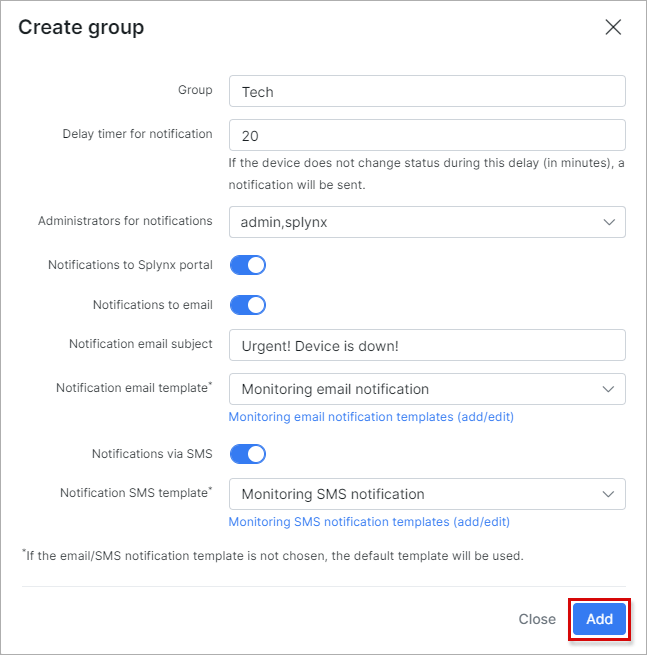 Create group
Group
Tech
Delay timer for notification
20
If the device does not change status during this delay (in minutes), a
notification will be sent.
Administrators for notifications
admin,splynx
Notifications to Splynx portal
Notifications to email
Notification email subject
Urgent! Device is down!
Notification email template*
Monitoring email notification
Monitoring email notification templates (add/edit)
Notifications via SMS
Notification SMS template*
Monitoring SMS notification
Monitoring SMS notification templates (add/edit)
*If the email/SMS notification template is not chosen, the default template will be used.
Close
Add